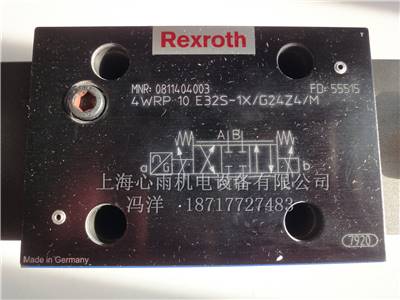 Rexroth
MNR: 0811404003 FD: 55515
4WRP 10 E32S-1X/G24Z4/M
A B
a G b
上海心雨机电设备有限公司
冯洋 18717727483
Made in Germany 7920